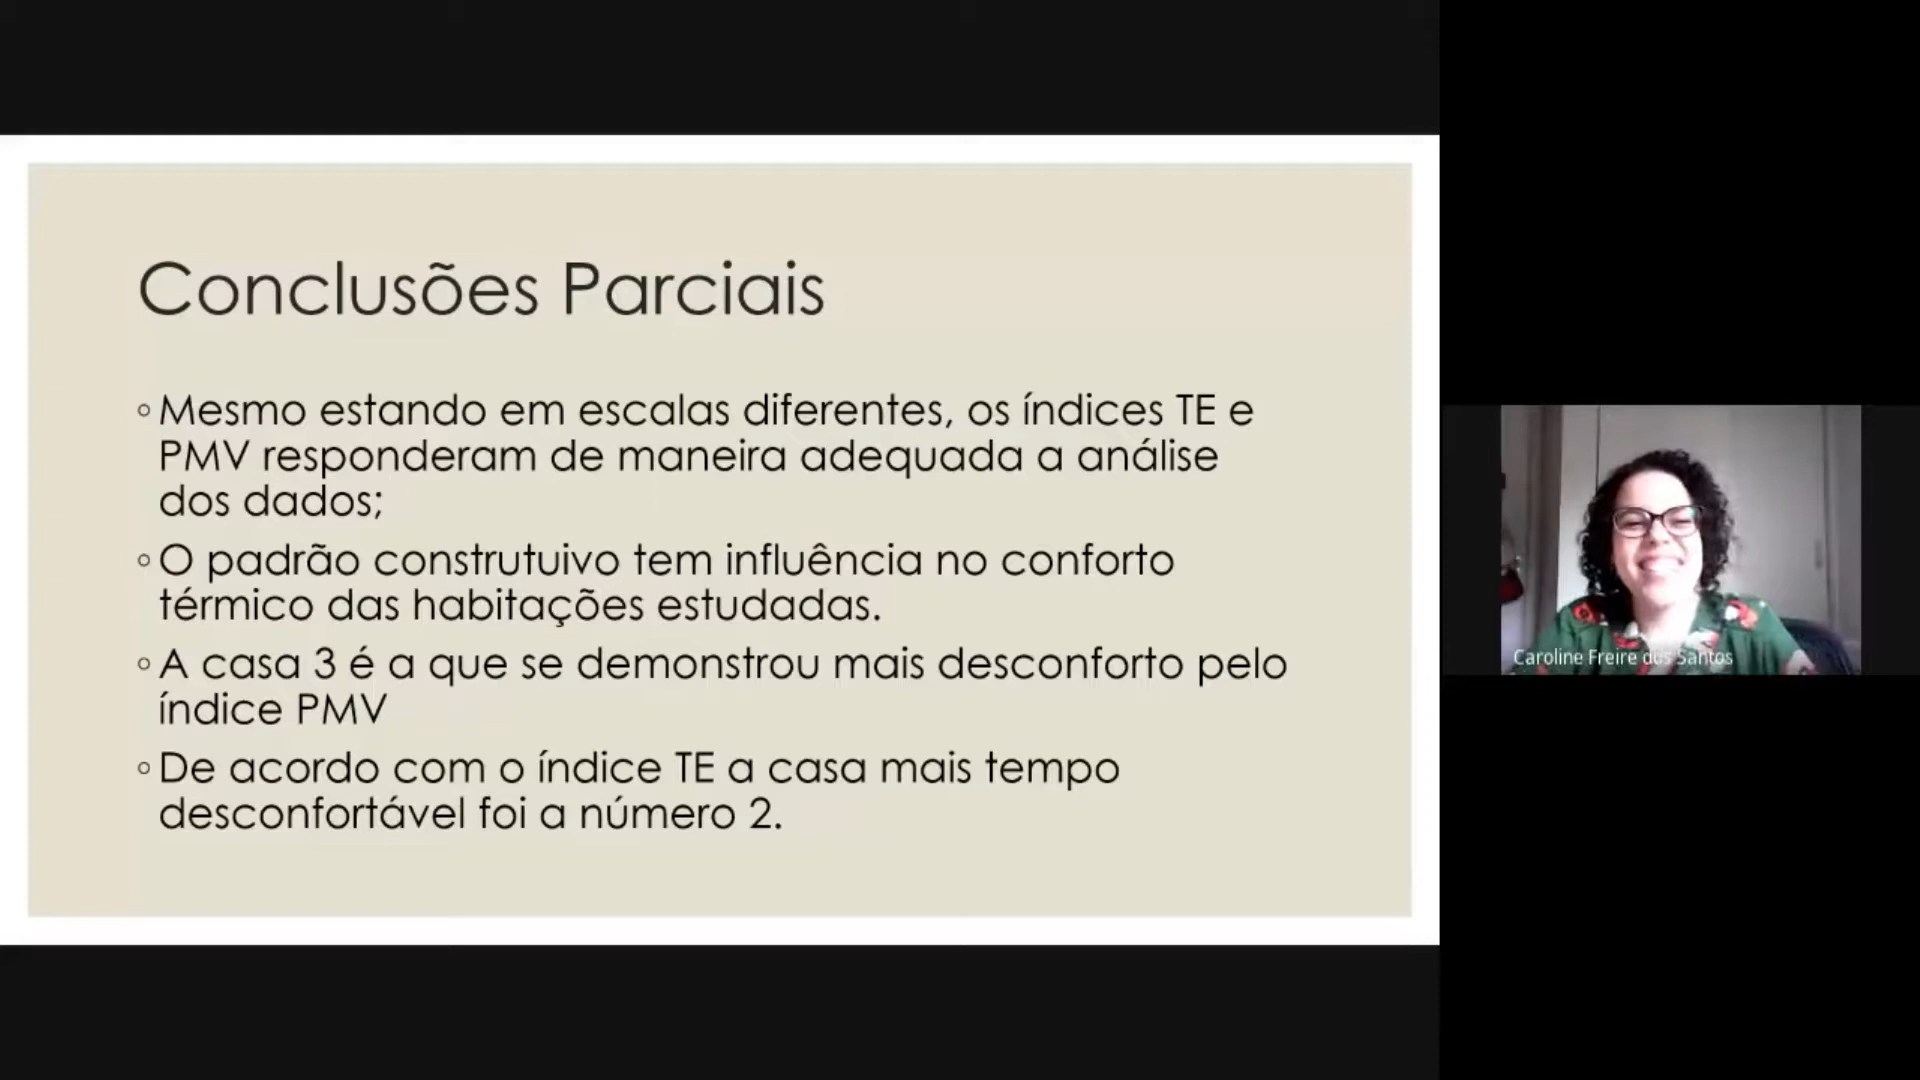 Conclusões Parciais
◦ Mesmo estando em escalas diferentes, os índices TE e
PMV responderam de maneira adequada a análise
dos dados;
◦ O padrão construtuivo tem influência no conforto
térmico das habitações estudadas.
◦ A casa 3 é a que se demonstrou mais desconforto pelo
índice PMV
◦ De acordo com o índice TE a casa mais tempo
desconfortável foi a número 2.
Caroline Freire dos Santos